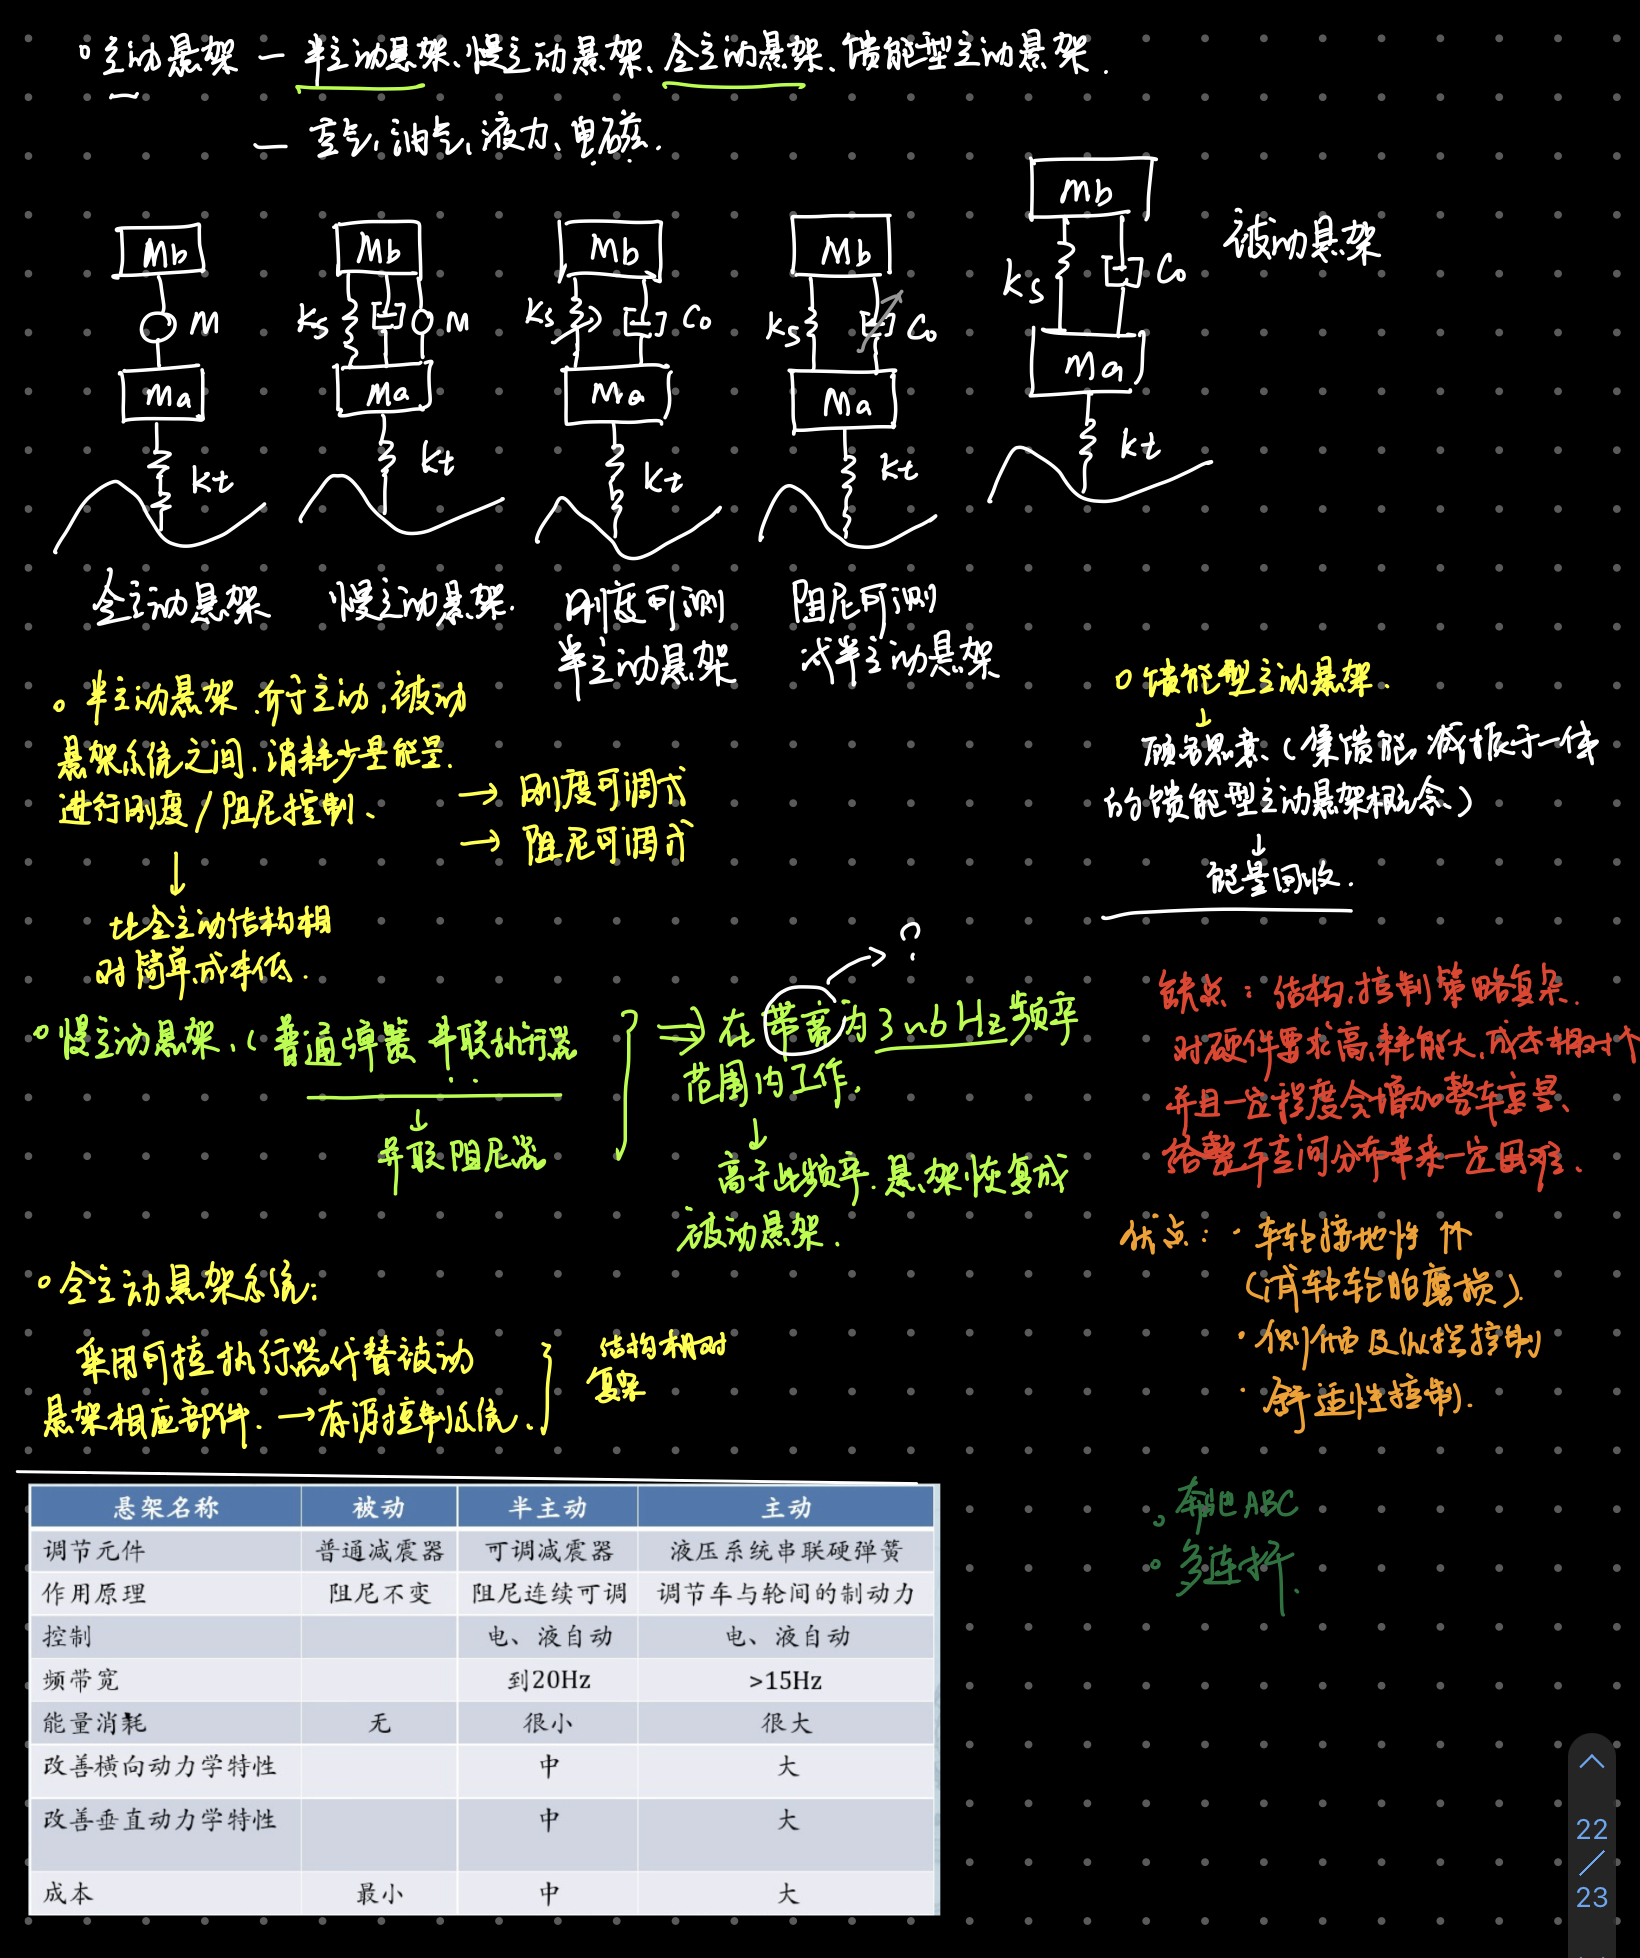 主动悬架 — 半主动悬架、慢主动悬架、全主动悬架、馈能型主动悬架.
— 空气、油气、液力、电磁.
Mb
M
Ma
kt
全主动悬架
Mb
ks
M
Ma
kt
慢主动悬架.
Mb
ks
Co
Ma
kt
刚度可调
半主动悬架
Mb
ks
Co
Ma
kt
阻尼可调
式半主动悬架
Mb
ks
Co
Ma
kt
被动悬架
半主动悬架.介于主动,被动
悬架系统之间.消耗少量能量.
进行刚度/阻尼控制、
→ 刚度可调式
→ 阻尼可调式
↓
比全主动结构相
对简单,成本低.
慢主动悬架、(普通弹簧 并联执行器
↓
并联阻尼器
⇒ 在带宽为3~6Hz频率
→ ?
范围内工作.
↓
高于此频率.悬架恢复成
被动悬架.
全主动悬架系统:
采用可控执行器代替被动
悬架相应部件. → 有源控制系统.
结构相对
复杂
馈能型主动悬架.
↓
顾名思意、(集馈能,减振于一体
的馈能型主动悬架概念、)
↓
能量回收.
缺点: 结构,控制策略复杂.
对硬件要求高,耗能大,成本相对个
并且一定程度会增加整车质量、
给整车空间分布带来一定困难.
优点: · 车轮接地性 个
(减轻轮胎磨损).
· 侧倾及俯控控制
· 舒适性控制.
奔驰ABC
多连杆.
悬架名称 被动 半主动 主动
调节元件 普通减震器 可调减震器 液压系统串联硬弹簧
作用原理 阻尼不变 阻尼连续可调 调节车与轮间的制动力
控制 电、液自动 电、液自动
频带宽 到20Hz >15Hz
能量消耗 无 很小 很大
改善横向动力学特性 中 大
改善垂直动力学特性 中 大
成本 最小 中 大
22
/
23